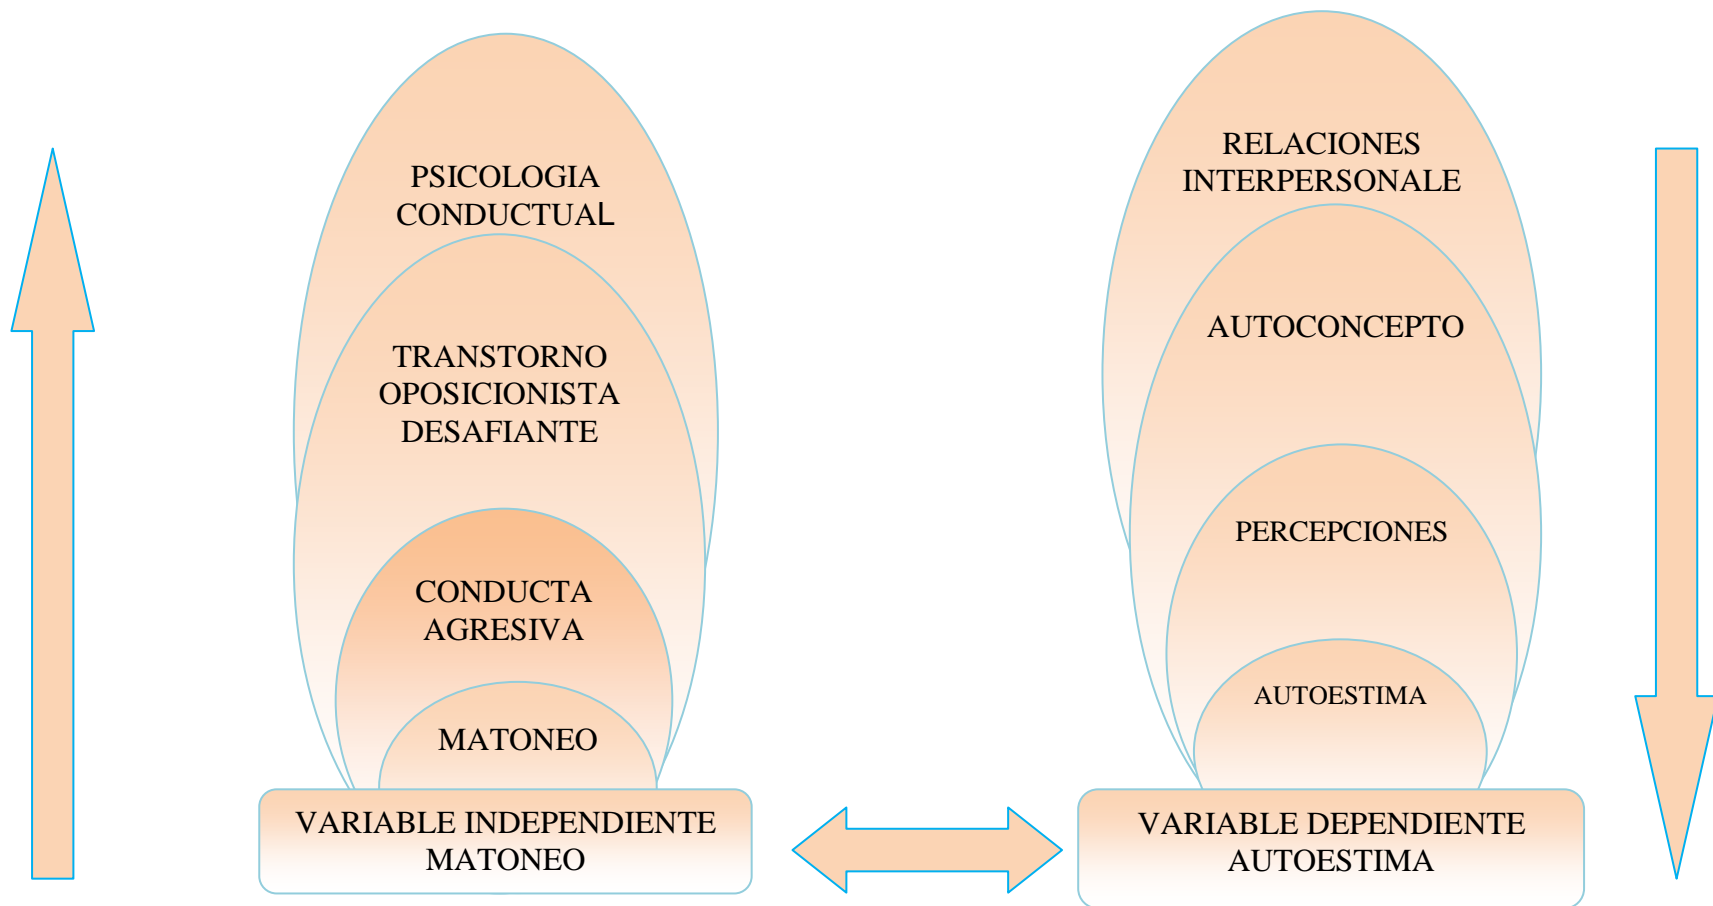 PSICOLOGIA
CONDUCTUAL
TRANSTORNO
OPOSICIONISTA
DESAFIANTE
CONDUCTA
AGRESIVA
MATONEO
VARIABLE INDEPENDIENTE
MATONEO
RELACIONES
INTERPERSONALE
AUTOCONCEPTO
PERCEPCIONES
AUTOESTIMA
VARIABLE DEPENDIENTE
AUTOESTIMA